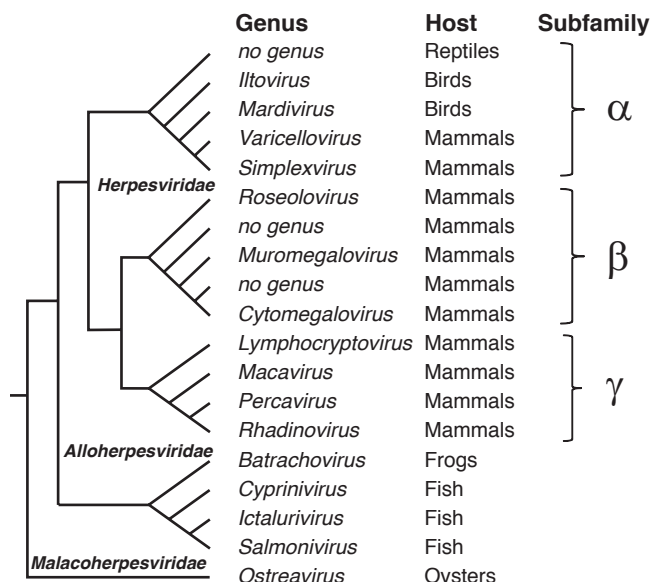 Genus Host Subfamily
no genus Reptiles
Iltovirus Birds
Mardivirus Birds
α
Varicellovirus Mammals
Simplexvirus Mammals
Herpesviridae
Roseolovirus Mammals
no genus Mammals
Muromegalovirus Mammals
β
no genus Mammals
Cytomegalovirus Mammals
Lymphocryptovirus Mammals
Macavirus Mammals
γ
Percavirus Mammals
Rhadinovirus Mammals
Alloherpesviridae
Batrachovirus Frogs
Cyprinivirus Fish
Ictalurivirus Fish
Salmonivirus Fish
Malacoherpesviridae
Ostreavirus Oysters